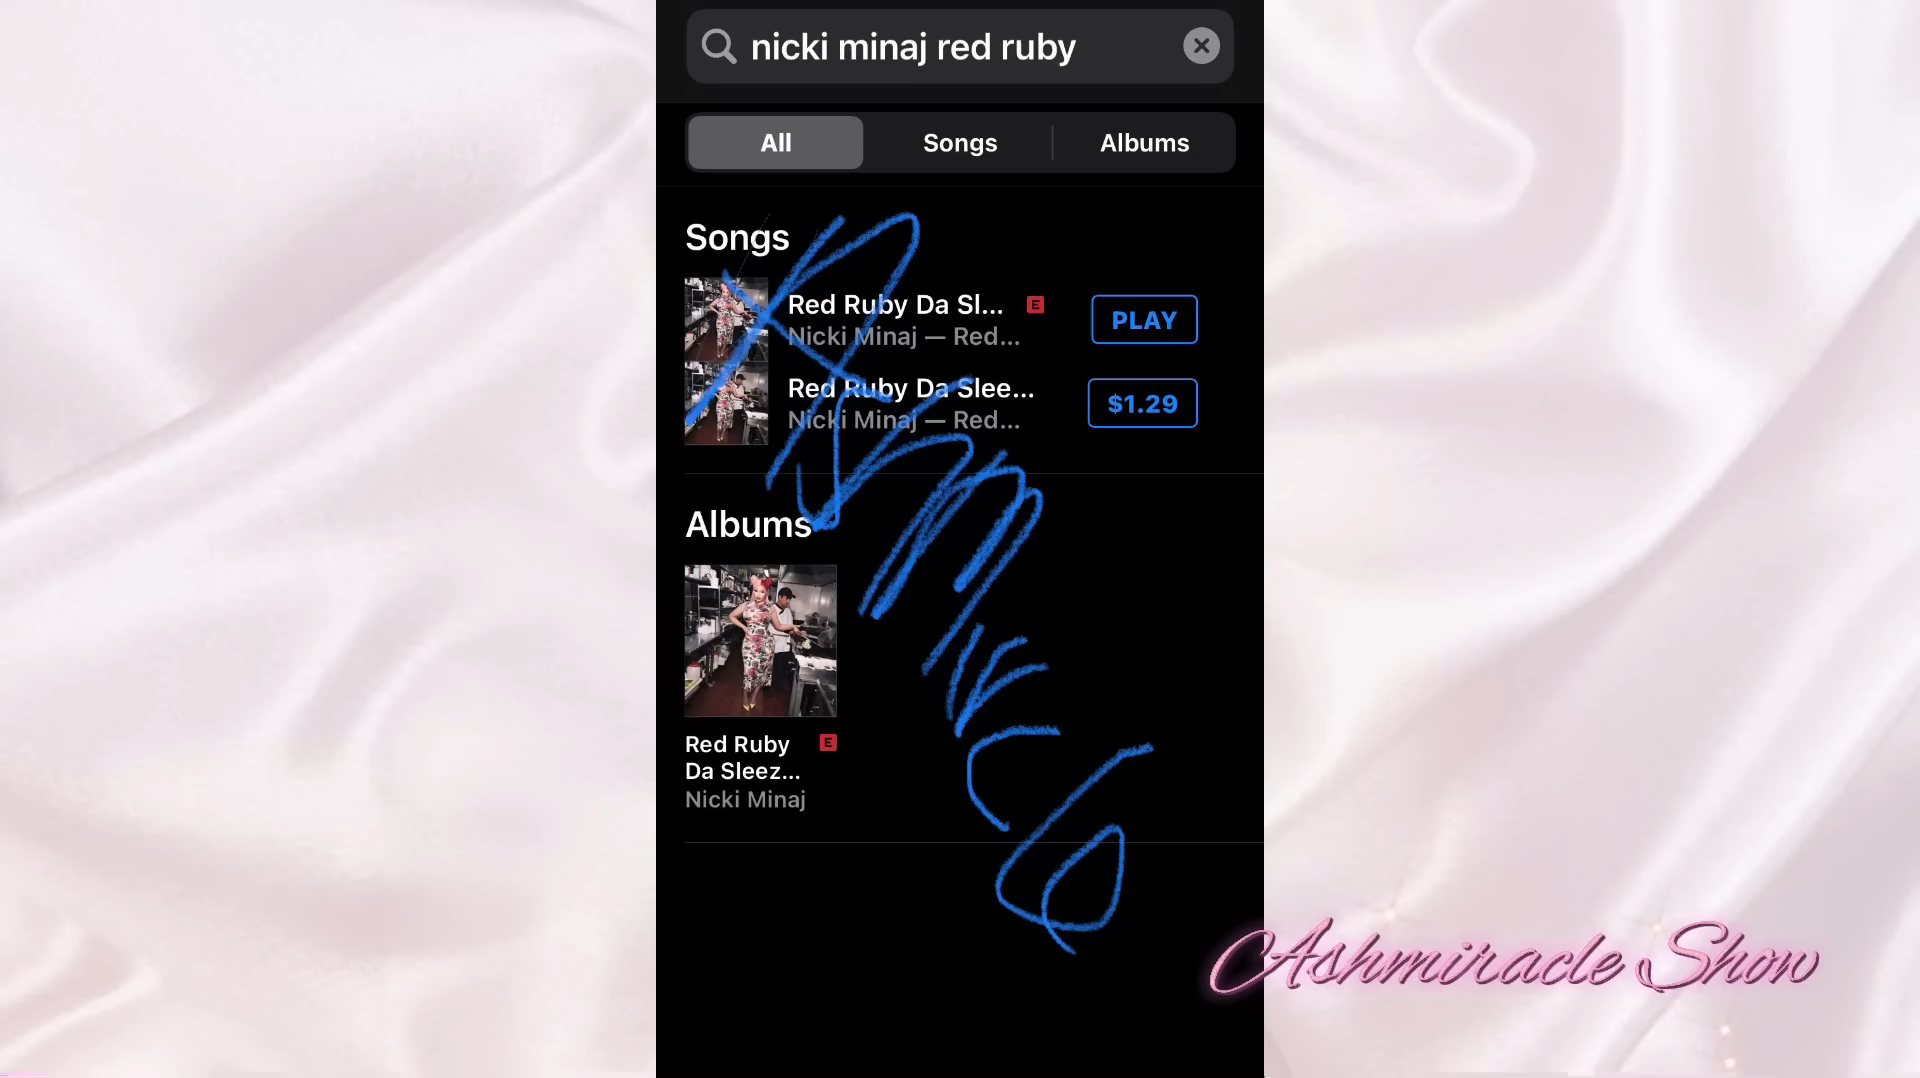 nicki minaj red ruby
All Songs Albums
Songs
Red Ruby Da Sl... E PLAY
Nicki Minaj — Red...
Red Ruby Da Slee... $1.29
Nicki Minaj — Red...
Albums
Red Ruby E
Da Sleez...
Nicki Minaj
Ashmiracle Show